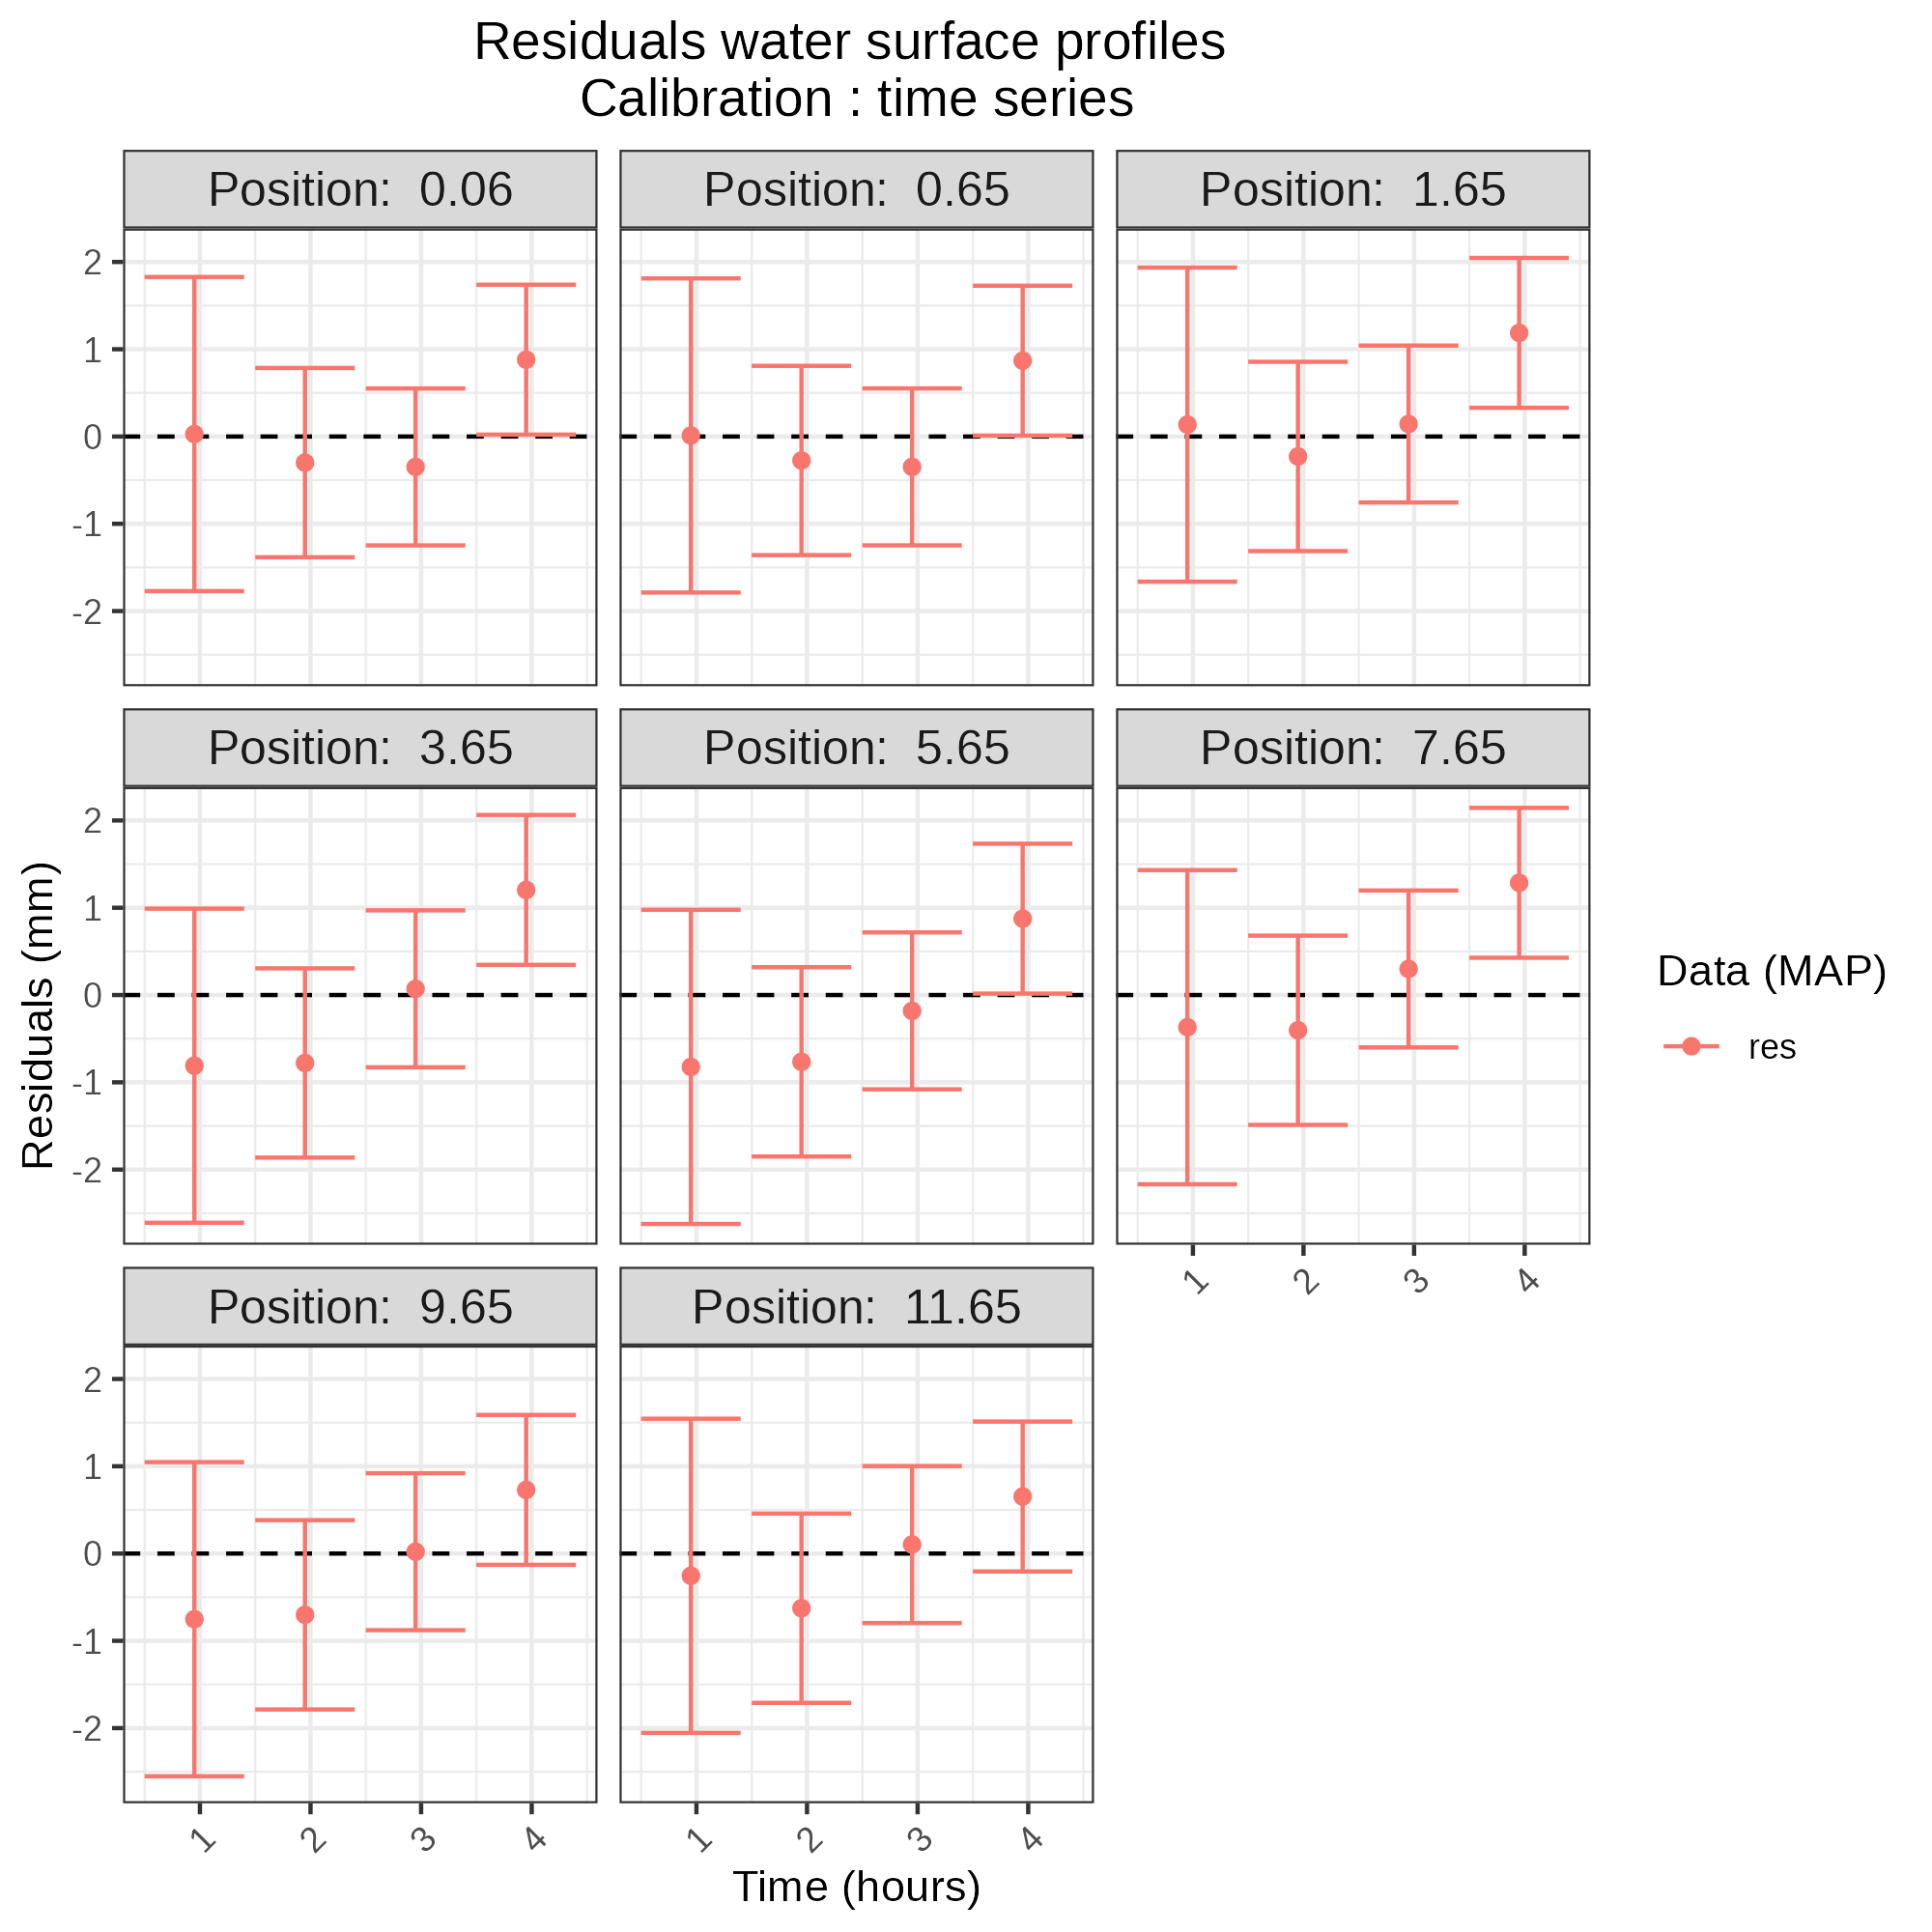 Residuals water surface profiles
Calibration : time series
Position:  0.06
Position:  0.65
Position:  1.65
2
1
0
-1
-2
Position:  3.65
Position:  5.65
Position:  7.65
2
1
0
-1
-2
1
2
3
4
Position:  9.65
Position:  11.65
2
1
0
-1
-2
1
2
3
4
1
2
3
4
Time (hours)
Residuals (mm)
Data (MAP)
res